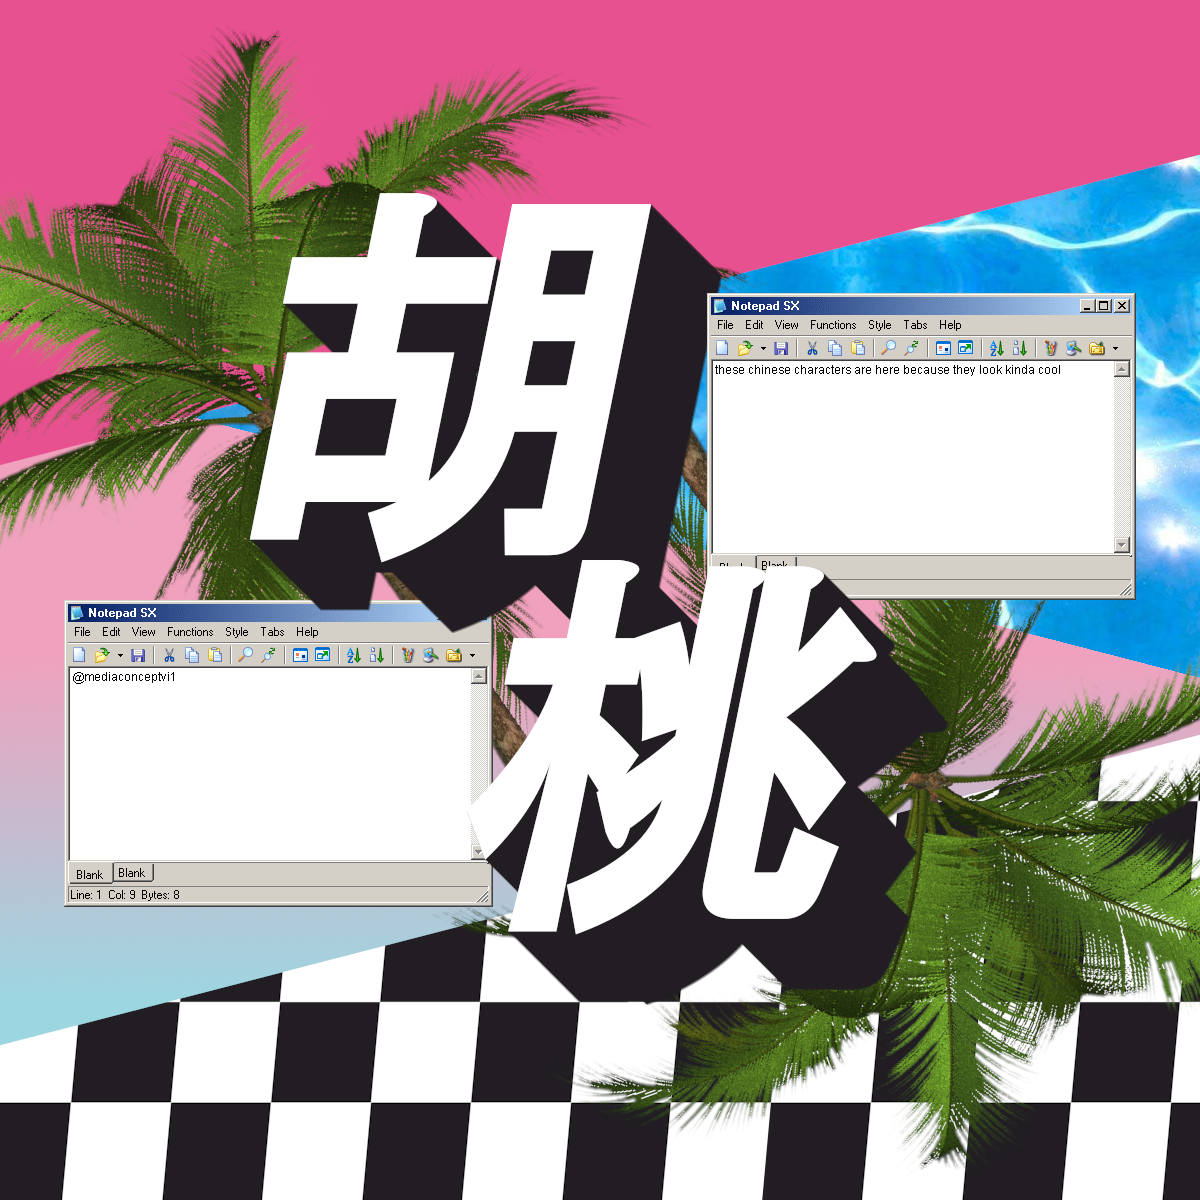 胡
桃
Notepad SX
File Edit View Functions Style Tabs Help
these chinese characters are here because they look kinda cool
Blank
Notepad SX
File Edit View Functions Style Tabs Help
@mediaconceptvi1
Blank Blank
Line: 1 Col: 9 Bytes: 8